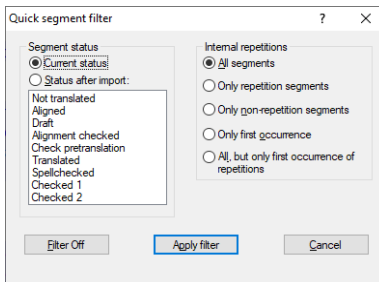 Quick segment filter ? X
Segment status
Current status
Status after import:
Not translated
Aligned
Draft
Alignment checked
Check pretranslation
Translated
Spellchecked
Checked 1
Checked 2
Internal repetitions
All segments
Only repetition segments
Only non-repetition segments
Only first occurrence
All, but only first occurrence of
repetitions
Filter Off
Apply filter
Cancel